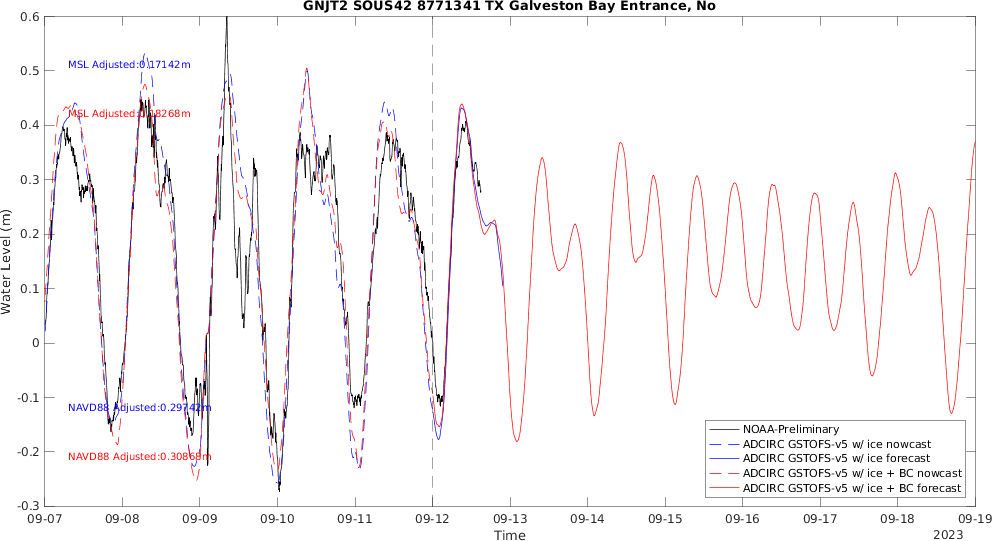 GNJT2 SOUS42 8771341 TX Galveston Bay Entrance, No
0.6
0.5
0.4
0.3
0.2
0.1
0
-0.1
-0.2
-0.3
Water Level (m)
MSL Adjusted:0.17142m
MSL Adjusted:0.18268m
NAVD88 Adjusted:0.29742m
NAVD88 Adjusted:0.30868m
NOAA-Preliminary
ADCIRC GSTOFS-v5 w/ ice nowcast
ADCIRC GSTOFS-v5 w/ ice forecast
ADCIRC GSTOFS-v5 w/ ice + BC nowcast
ADCIRC GSTOFS-v5 w/ ice + BC forecast
09-07 09-08 09-09 09-10 09-11 09-12 09-13 09-14 09-15 09-16 09-17 09-18 09-19
Time
2023